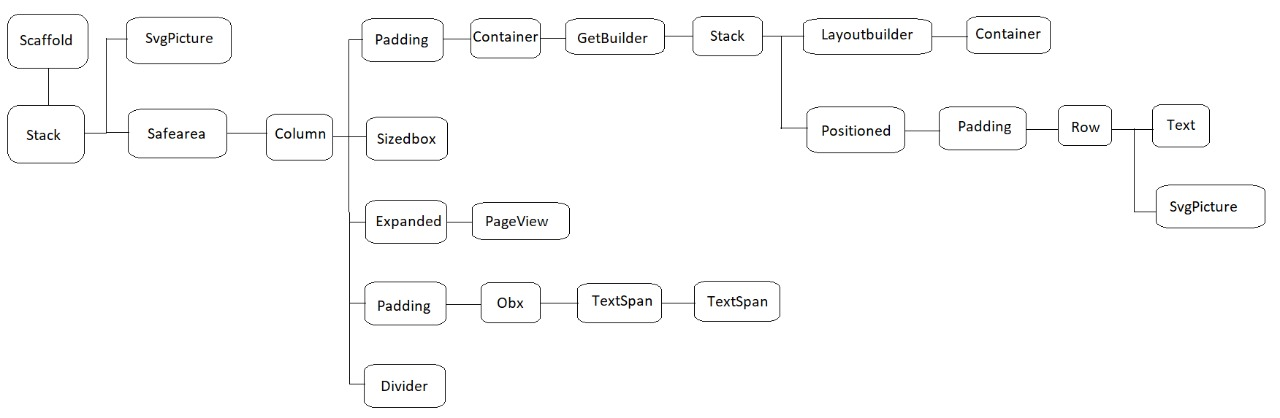 Scaffold
SvgPicture
Padding
Container
GetBuilder
Stack
Layoutbuilder
Container
Stack
Safearea
Column
Sizedbox
Positioned
Padding
Row
Text
Expanded
PageView
SvgPicture
Padding
Obx
TextSpan
TextSpan
Divider